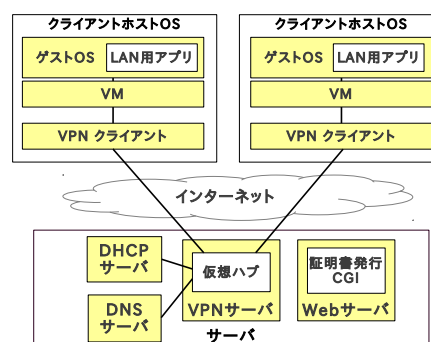 クライアントホストOS
クライアントホストOS
ゲストOS LAN用アプリ
ゲストOS LAN用アプリ
VM
VM
VPN クライアント
VPN クライアント
インターネット
DHCP
サーバ
仮想ハブ
VPNサーバ
証明書発行
CGI
Webサーバ
DNS
サーバ
サーバ